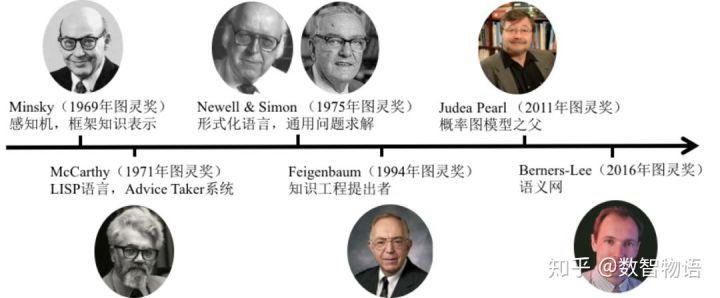 Minsky（1969年图灵奖）
感知机，框架知识表示
Newell & Simon （1975年图灵奖）
形式化语言，通用问题求解
Judea Pearl（2011年图灵奖）
概率图模型之父
McCarthy（1971年图灵奖）
LISP语言，Advice Taker系统
Feigenbaum（1994年图灵奖）
知识工程提出者
Berners-Lee（2016年图灵奖）
语义网
知乎 @数智物语